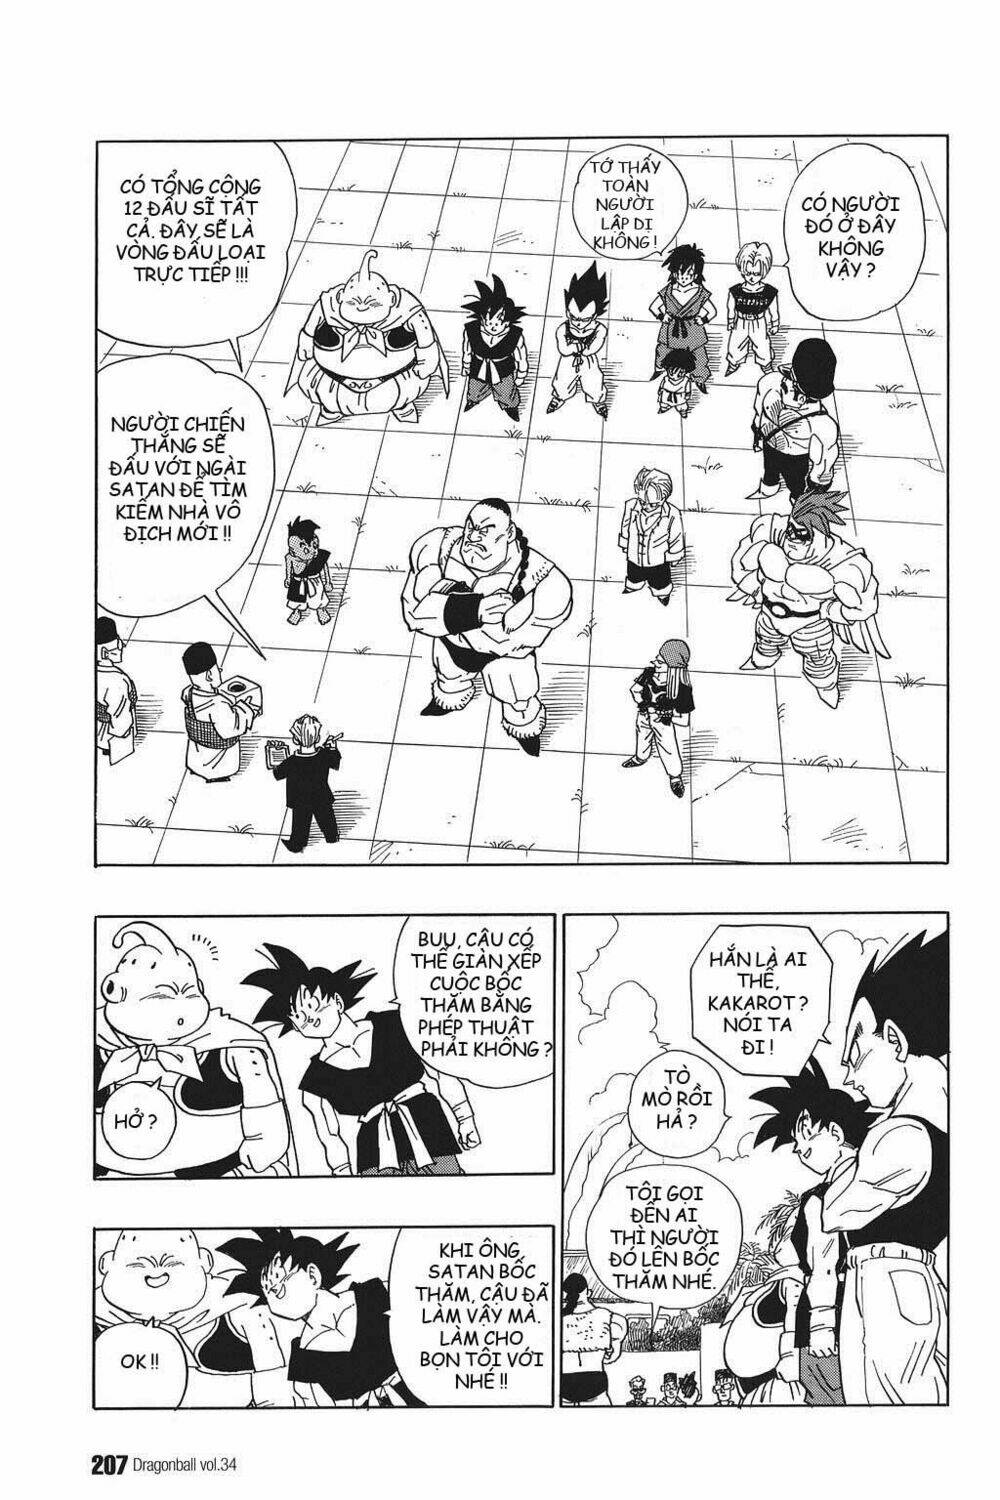 CÓ TỔNG CỘNG
12 ĐẤU SĨ TẤT
CẢ. ĐÂY SẼ LÀ
VÒNG ĐẤU LOẠI
TRỰC TIẾP !!!
TỚ THẤY
TOÀN
NGƯỜI
LẬP DỊ
KHÔNG !
CÓ NGƯỜI
ĐÓ Ở ĐÂY
KHÔNG
VẬY ?
NGƯỜI CHIẾN
THẮNG SẼ
ĐẤU VỚI NGÀI
SATAN ĐỂ TÌM
KIẾM NHÀ VÔ
ĐỊCH MỚI !!
BUU, CẬU CÓ
THỂ GIÀN XẾP
CUỘC BỐC
THĂM BẰNG
PHÉP THUẬT
PHẢI KHÔNG ?
HỞ ?
HẮN LÀ AI
THẾ,
KAKAROT ?
NÓI TA
ĐI !
TÒ
MÒ RỒI
HẢ ?
TÔI GỌI
ĐẾN AI
THÌ NGƯỜI
ĐÓ LÊN BỐC
THĂM NHÉ.
KHI ÔNG
SATAN BỐC
THĂM, CẬU ĐÃ
LÀM VẬY MÀ.
LÀM CHO
BỌN TÔI VỚI
NHÉ !!
OK !!
207 Dragonball vol.34